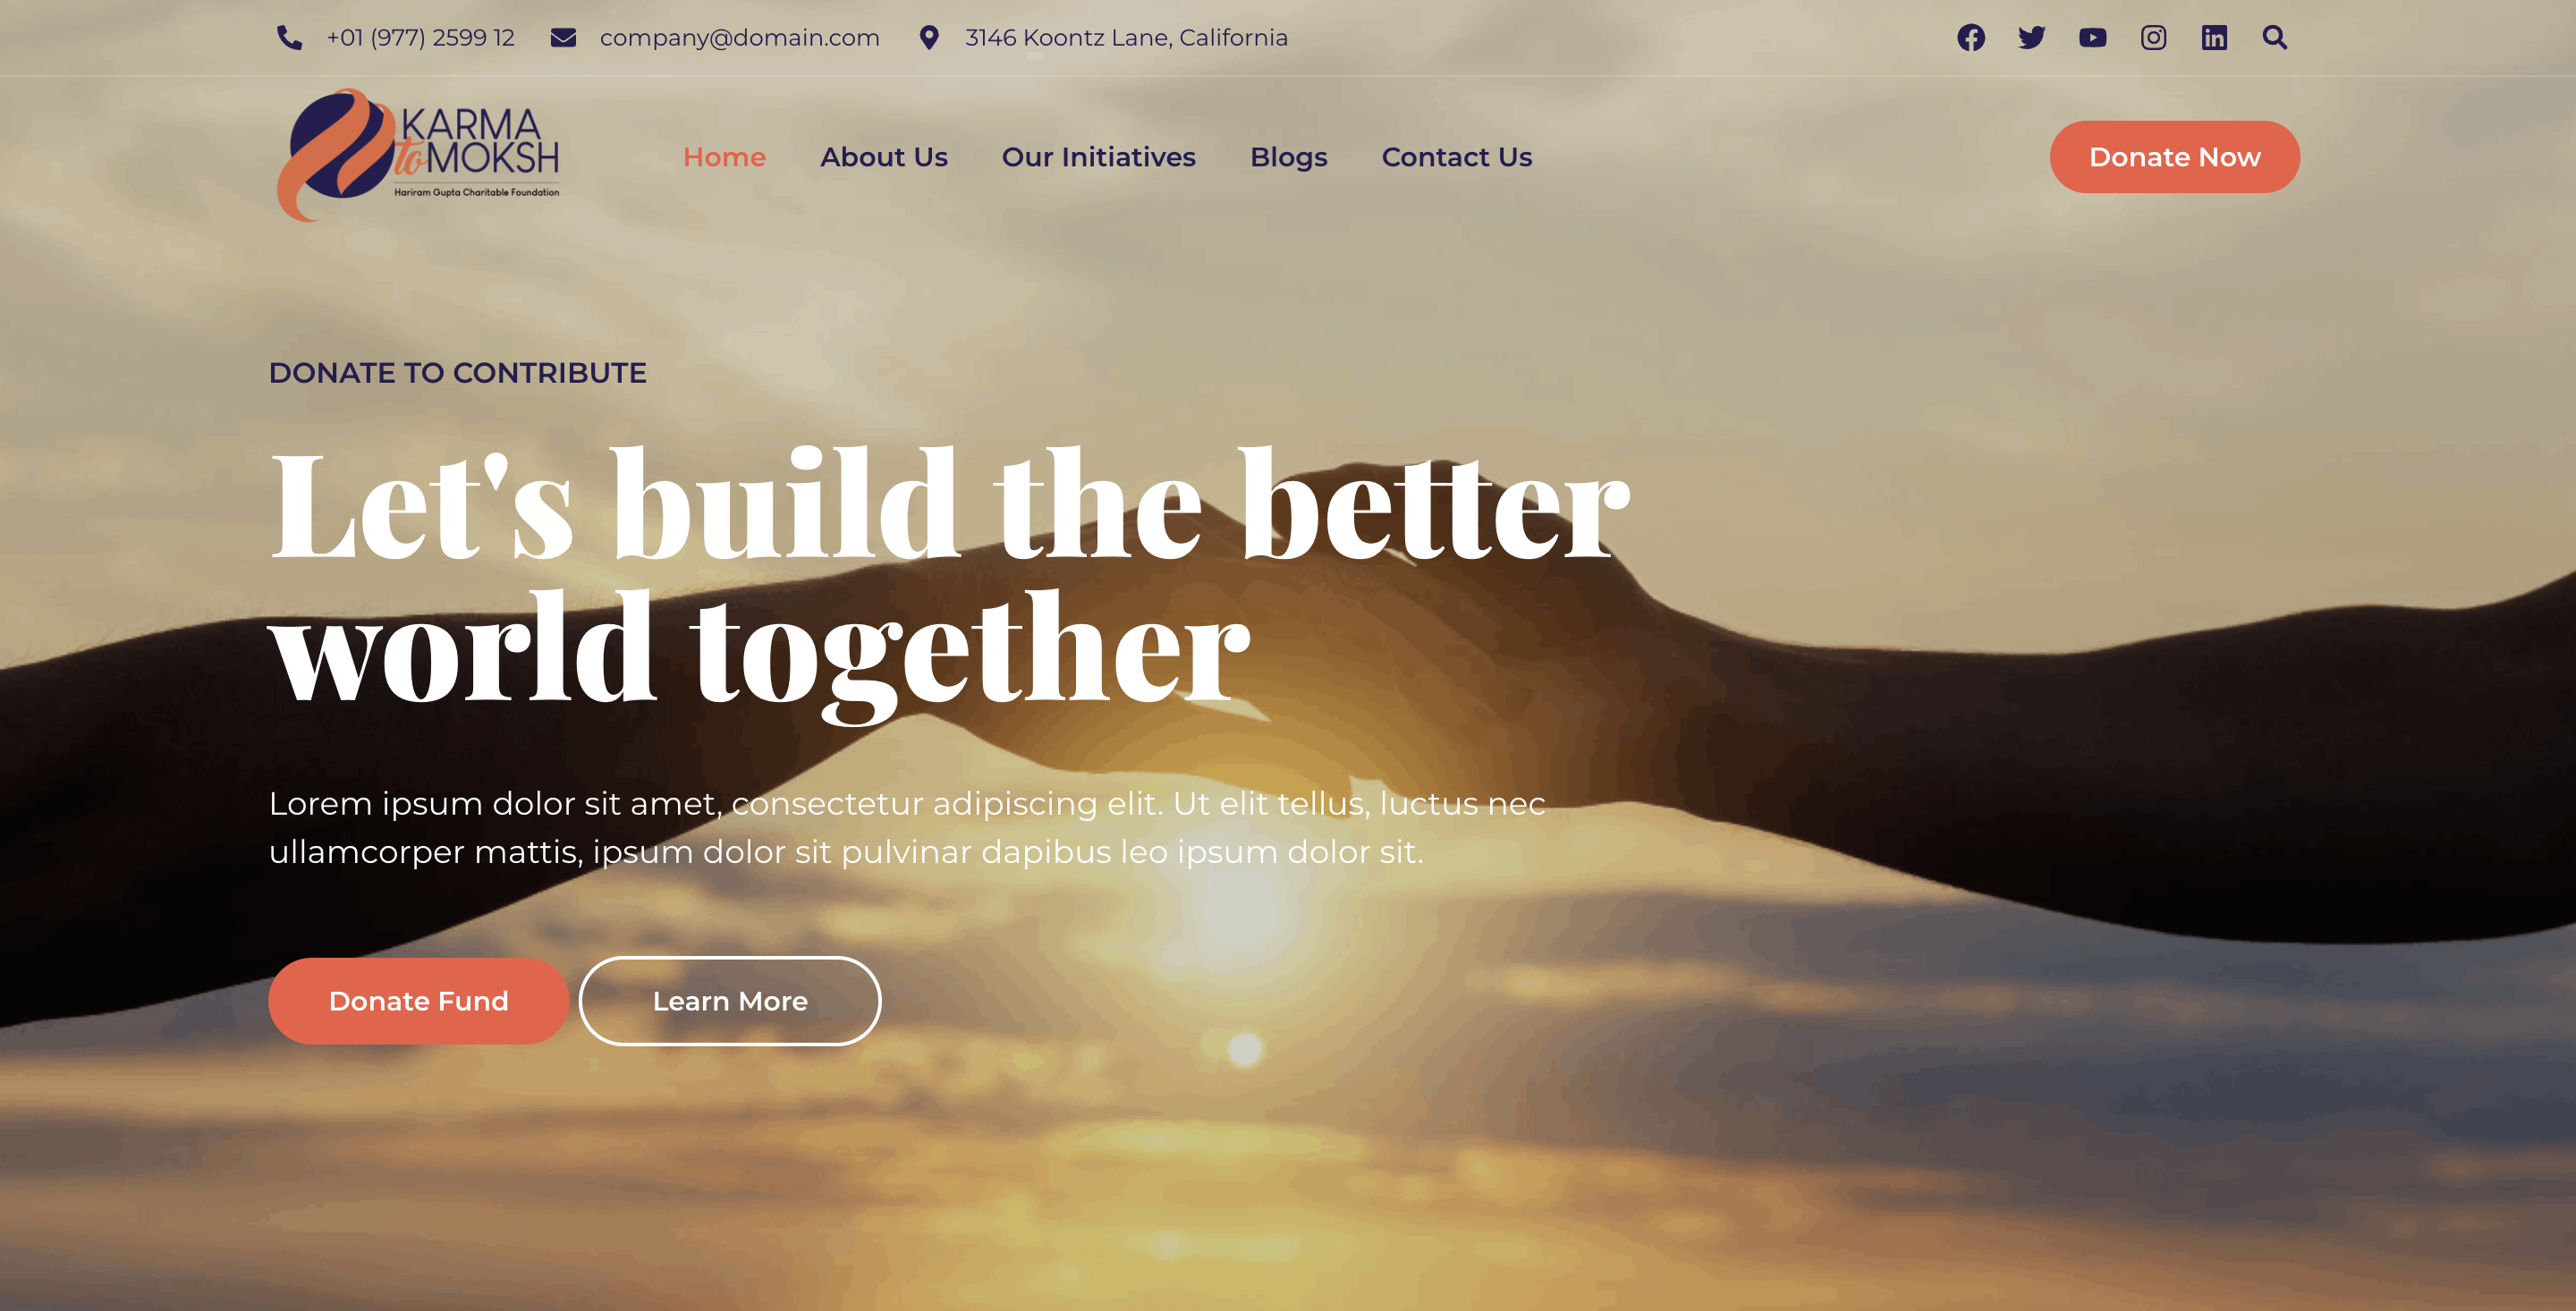 +01 (977) 2599 12 company@domain.com 3146 Koontz Lane, California
KARMA
to MOKSH
Hariram Gupta Charitable Foundation
Home About Us Our Initiatives Blogs Contact Us Donate Now
DONATE TO CONTRIBUTE
Let's build the better
world together
Lorem ipsum dolor sit amet, consectetur adipiscing elit. Ut elit tellus, luctus nec
ullamcorper mattis, ipsum dolor sit pulvinar dapibus leo ipsum dolor sit.
Donate Fund Learn More